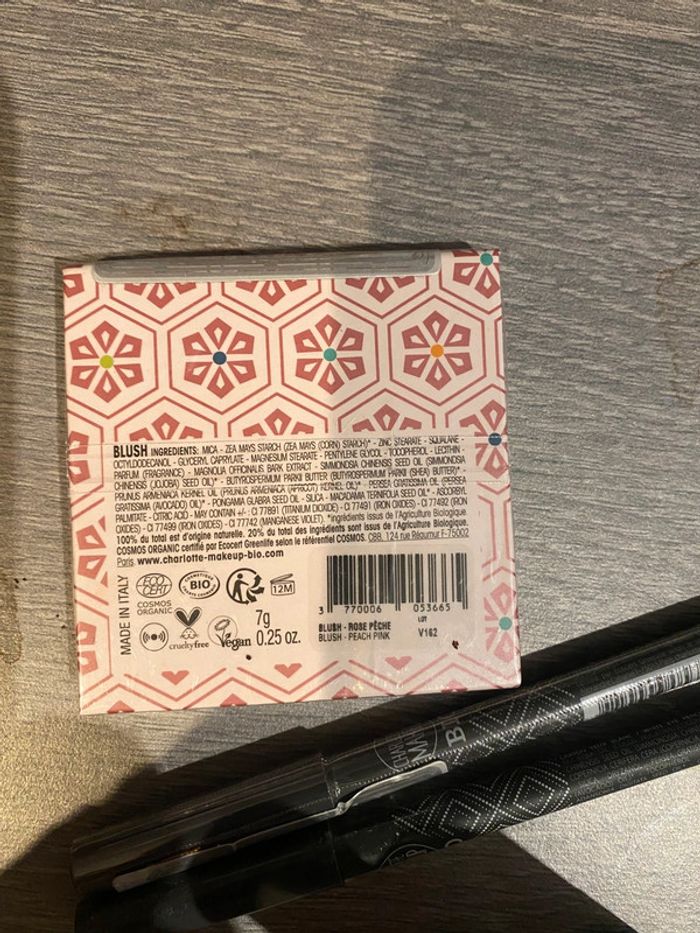 BLUSH INGREDIENTS: MICA - ZEA MAYS STARCH (ZEA MAYS (CORN) STARCH)* - ZINC STEARATE - SQUALANE -
OCTYLDODECANOL - GLYCERYL CAPRYLATE - MAGNESIUM STEARATE - PENTYLENE GLYCOL - TOCOPHEROL - LECITHIN -
PARFUM (FRAGRANCE) - MAGNOLIA OFFICINALIS BARK EXTRACT - SIMMONDSIA CHINENSIS SEED OIL (SIMMONDSIA
CHINENSIS (JOJOBA) SEED OIL)* - BUTYROSPERMUM PARKII BUTTER (BUTYROSPERMUM PARKII (SHEA) BUTTER)* -
PRUNUS ARMENIACA KERNEL OIL (PRUNUS ARMENIACA (APRICOT) KERNEL OIL)* - PERSEA GRATISSIMA OIL (PERSEA
GRATISSIMA (AVOCADO) OIL)* - PONGAMIA GLABRA SEED OIL - SILICA - MACADAMIA TERNIFOLIA SEED OIL* - ASCORBYL
PALMITATE - CITRIC ACID - MAY CONTAIN +/- : CI 77891 (TITANIUM DIOXIDE) - CI 77491 (IRON OXIDES) - CI 77492 (IRON
OXIDES) - CI 77499 (IRON OXIDES) - CI 77742 (MANGANESE VIOLET). *ingrédients issus de l'Agriculture Biologique.
100% du total est d'origine naturelle. 20% du total des ingrédients sont issus de l'Agriculture Biologique.
COSMOS ORGANIC certifié par Ecocert Greenlife selon le référentiel COSMOS. CBB, 124 rue Réaumur F-75002
Paris. www.charlotte-makeup-bio.com
MADE IN ITALY
ECO
CERT
COSMOS
ORGANIC
COSMÉTIQUE
BIO
12M
crueltyfree
Vegan
7g
0.25 oz.
3 770006 053665
BLUSH - ROSE PÊCHE
BLUSH - PEACH PINK
LOT
V162